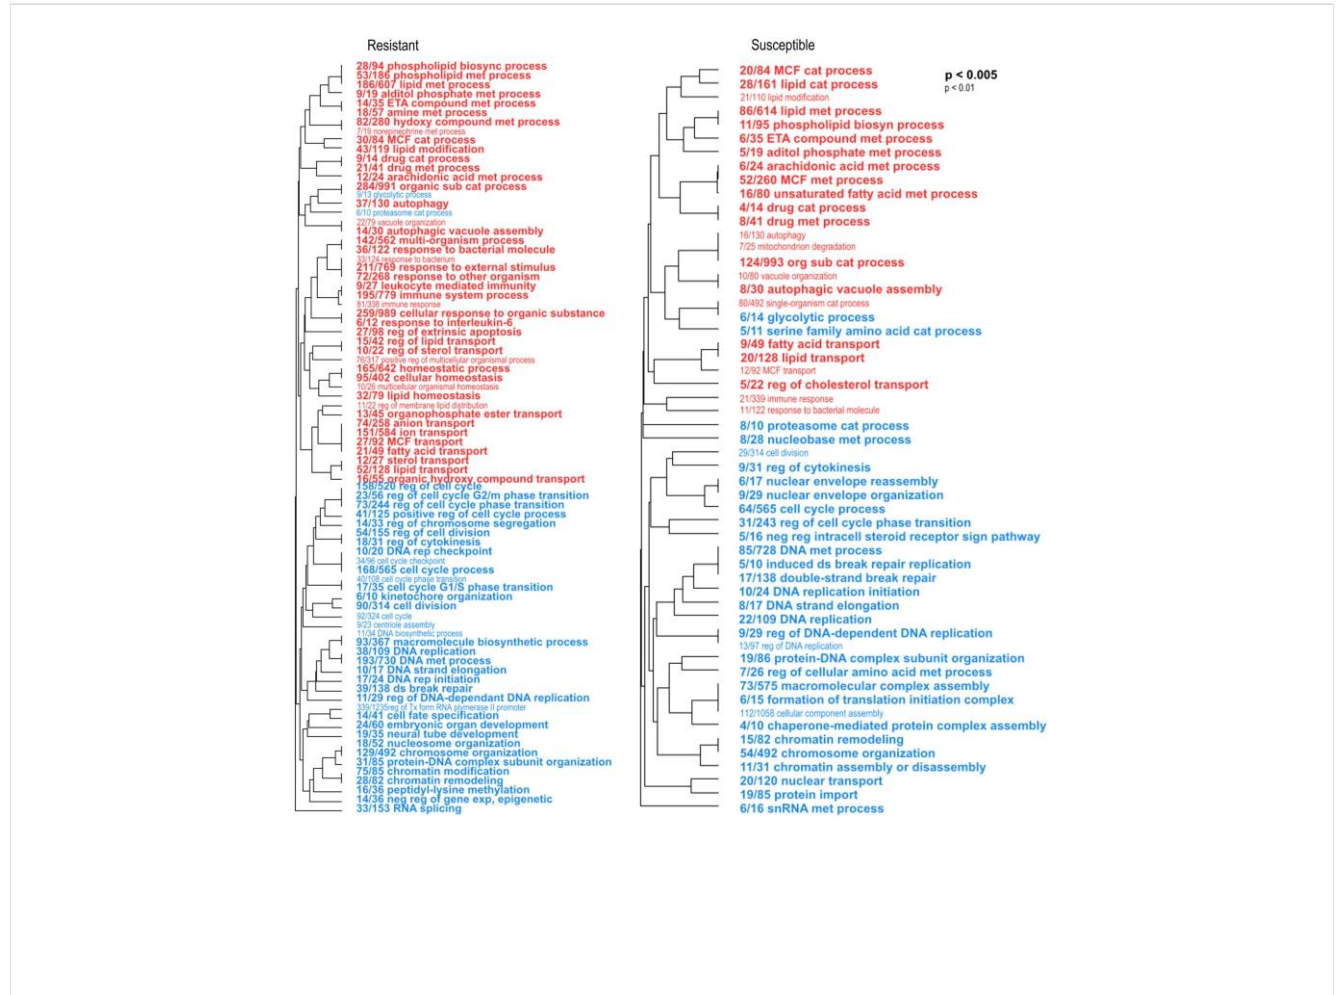 Resistant
28/94 phospholipid biosync process
53/186 phospholipid met process
186/607 lipid met process
9/19 alditol phosphate met process
14/35 ETA compound met process
18/57 amine met process
82/280 hydoxy compound met process
7/19 norepinephrine met process
30/84 MCF cat process
43/119 lipid modification
9/14 drug cat process
21/41 drug met process
12/24 arachidonic acid met process
284/991 organic sub cat process
9/13 glycolytic process
37/130 autophagy
6/10 proteasome cat process
22/79 vacuole organization
14/30 autophagic vacuole assembly
142/562 multi-organism process
36/122 response to bacterial molecule
33/124 response to bacterium
211/769 response to external stimulus
72/268 response to other organism
9/27 leukocyte mediated immunity
195/779 immune system process
81/338 immune response
259/989 cellular response to organic substance
6/12 response to interleukin-6
27/98 reg of extrinsic apoptosis
15/42 reg of lipid transport
10/22 reg of sterol transport
76/317 positive reg of multicellular organismal process
165/642 homeostatic process
95/402 cellular homeostasis
10/26 multicellular organismal homeostasis
32/79 lipid homeostasis
11/22 reg of membrane lipid distribution
13/45 organophosphate ester transport
74/258 anion transport
151/584 ion transport
27/92 MCF transport
21/49 fatty acid transport
12/27 sterol transport
52/128 lipid transport
16/55 organic hydroxy compound transport
158/520 reg of cell cycle
23/56 reg of cell cycle G2/m phase transition
73/244 reg of cell cycle phase transition
41/125 positive reg of cell cycle process
14/33 reg of chromosome segregation
54/155 reg of cell division
18/31 reg of cytokinesis
10/20 DNA rep checkpoint
34/96 cell cycle checkpoint
168/565 cell cycle process
40/108 cell cycle phase transition
17/35 cell cycle G1/S phase transition
6/10 kinetochore organization
90/314 cell division
92/324 cell cycle
9/23 centriole assembly
11/34 DNA biosynthetic process
93/367 macromolecule biosynthetic process
38/109 DNA replication
193/730 DNA met process
10/17 DNA strand elongation
17/24 DNA rep initiation
39/138 ds break repair
11/29 reg of DNA-dependant DNA replication
339/1235reg of Tx form RNA plymerase II promoter
14/41 cell fate specification
24/60 embryonic organ development
19/35 neural tube development
18/52 nucleosome organization
129/492 chromosome organization
31/85 protein-DNA complex subunit organization
75/85 chromatin modification
28/82 chromatin remodeling
16/36 peptidyl-lysine methylation
14/36 neg reg of gene exp, epigenetic
33/153 RNA splicing
Susceptible
p < 0.005
p < 0.01
20/84 MCF cat process
28/161 lipid cat process
21/110 lipid modification
86/614 lipid met process
11/95 phospholipid biosyn process
6/35 ETA compound met process
5/19 aditol phosphate met process
6/24 arachidonic acid met process
52/260 MCF met process
16/80 unsaturated fatty acid met process
4/14 drug cat process
8/41 drug met process
16/130 autophagy
7/25 mitochondrion degradation
124/993 org sub cat process
10/80 vacuole organization
8/30 autophagic vacuole assembly
80/492 single-organism cat process
6/14 glycolytic process
5/11 serine family amino acid cat process
9/49 fatty acid transport
20/128 lipid transport
12/92 MCF transport
5/22 reg of cholesterol transport
21/339 immune response
11/122 response to bacterial molecule
8/10 proteasome cat process
8/28 nucleobase met process
29/314 cell division
9/31 reg of cytokinesis
6/17 nuclear envelope reassembly
9/29 nuclear envelope organization
64/565 cell cycle process
31/243 reg of cell cycle phase transition
5/16 neg reg intracell steroid receptor sign pathway
85/728 DNA met process
5/10 induced ds break repair replication
17/138 double-strand break repair
10/24 DNA replication initiation
8/17 DNA strand elongation
22/109 DNA replication
9/29 reg of DNA-dependent DNA replication
13/97 reg of DNA replication
19/86 protein-DNA complex subunit organization
7/26 reg of cellular amino acid met process
73/575 macromolecular complex assembly
6/15 formation of translation initiation complex
112/1058 cellular component assembly
4/10 chaperone-mediated protein complex assembly
15/82 chromatin remodeling
54/492 chromosome organization
11/31 chromatin assembly or disassembly
20/120 nuclear transport
19/85 protein import
6/16 snRNA met process